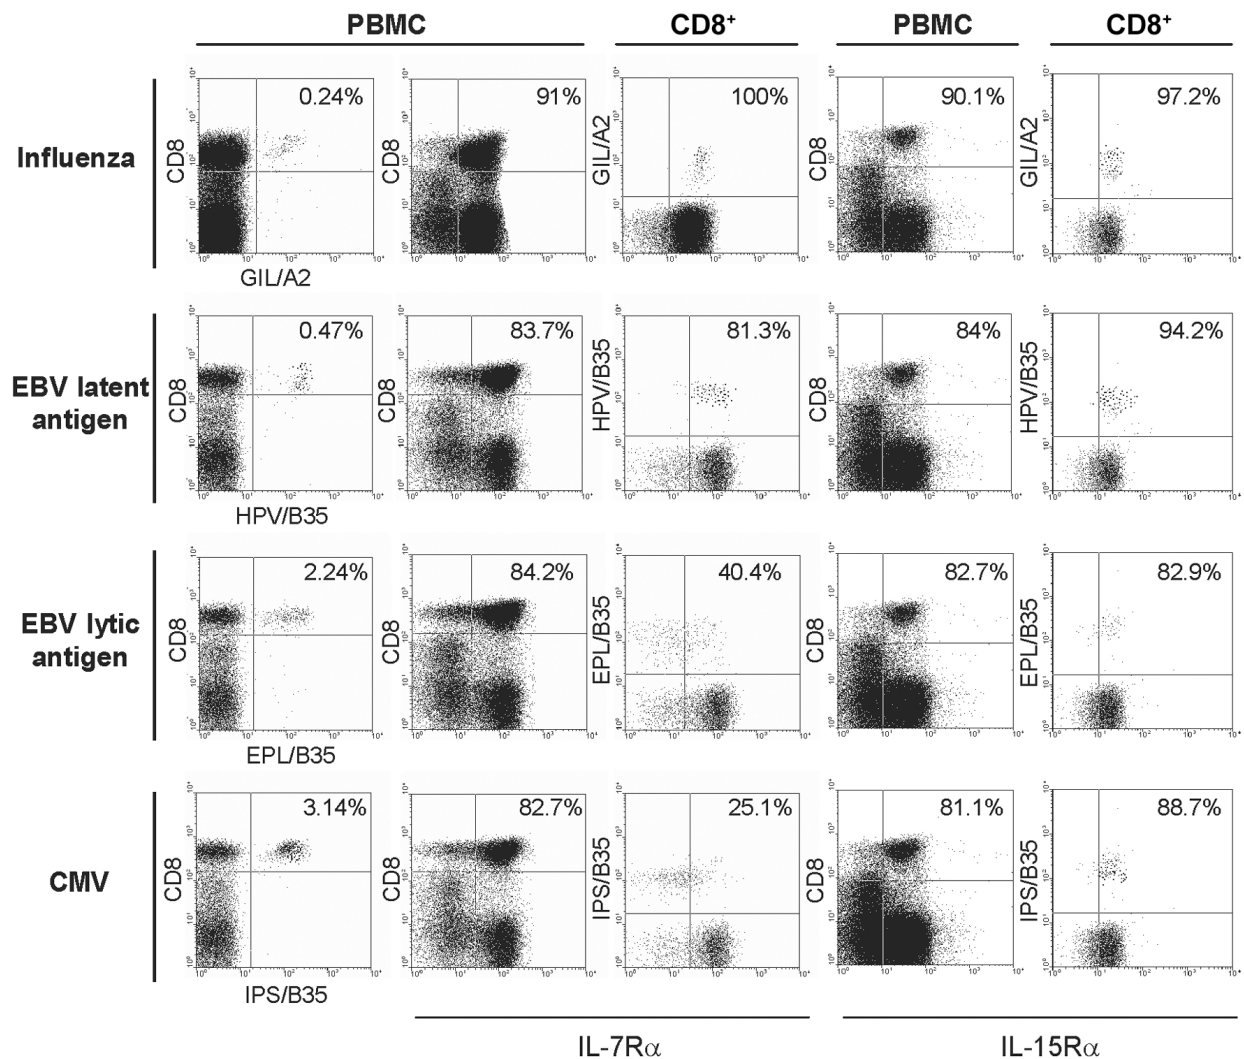 PBMC CD8⁺ PBMC CD8⁺
Influenza
0.24% 91% 100% 90.1% 97.2%
CD8 CD8 GIL/A2 CD8 GIL/A2
GIL/A2
EBV latent
antigen
0.47% 83.7% 81.3% 84% 94.2%
CD8 CD8 HPV/B35 CD8 HPV/B35
HPV/B35
EBV lytic
antigen
2.24% 84.2% 40.4% 82.7% 82.9%
CD8 CD8 EPL/B35 CD8 EPL/B35
EPL/B35
CMV
3.14% 82.7% 25.1% 81.1% 88.7%
CD8 CD8 IPS/B35 CD8 IPS/B35
IPS/B35
IL-7Rα IL-15Rα